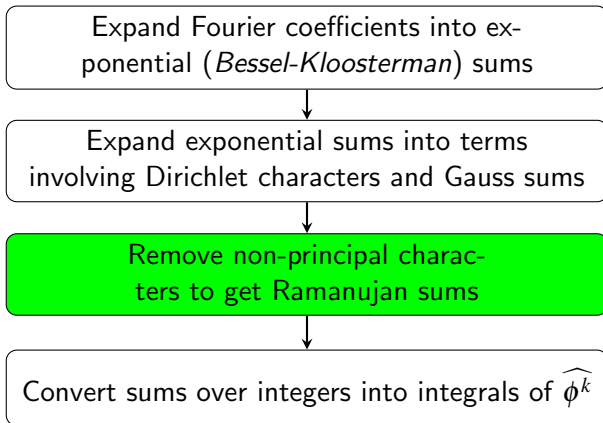 Expand Fourier coefficients into ex-
ponential (Bessel-Kloosterman) sums
Expand exponential sums into terms
involving Dirichlet characters and Gauss sums
Remove non-principal charac-
ters to get Ramanujan sums
Convert sums over integers into integrals of $\widehat{\phi^k}$